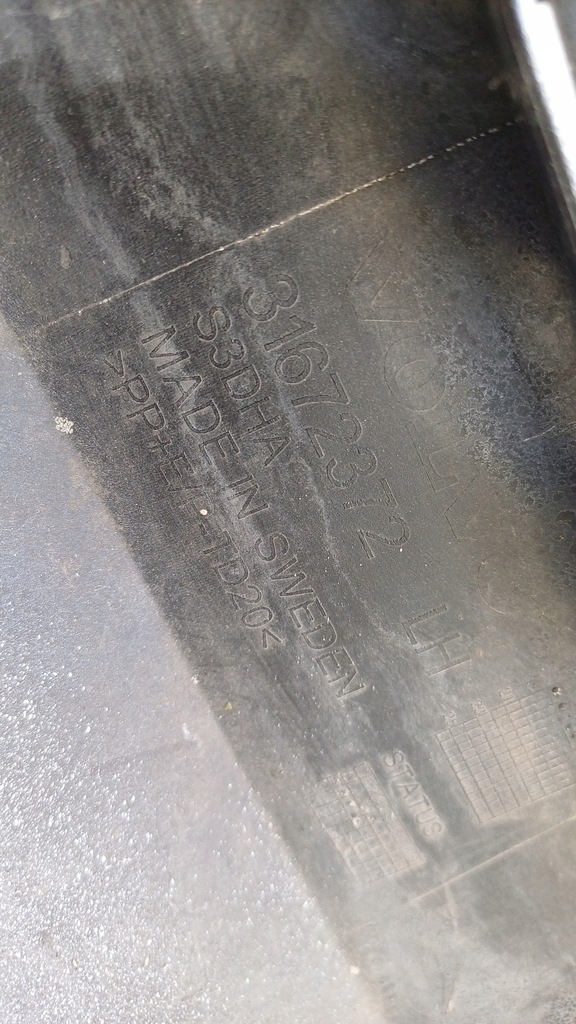 VOLVO
31672372 LH
S3DHA
MADE IN SWEDEN
>PP+E/P-TD20<
STATUS